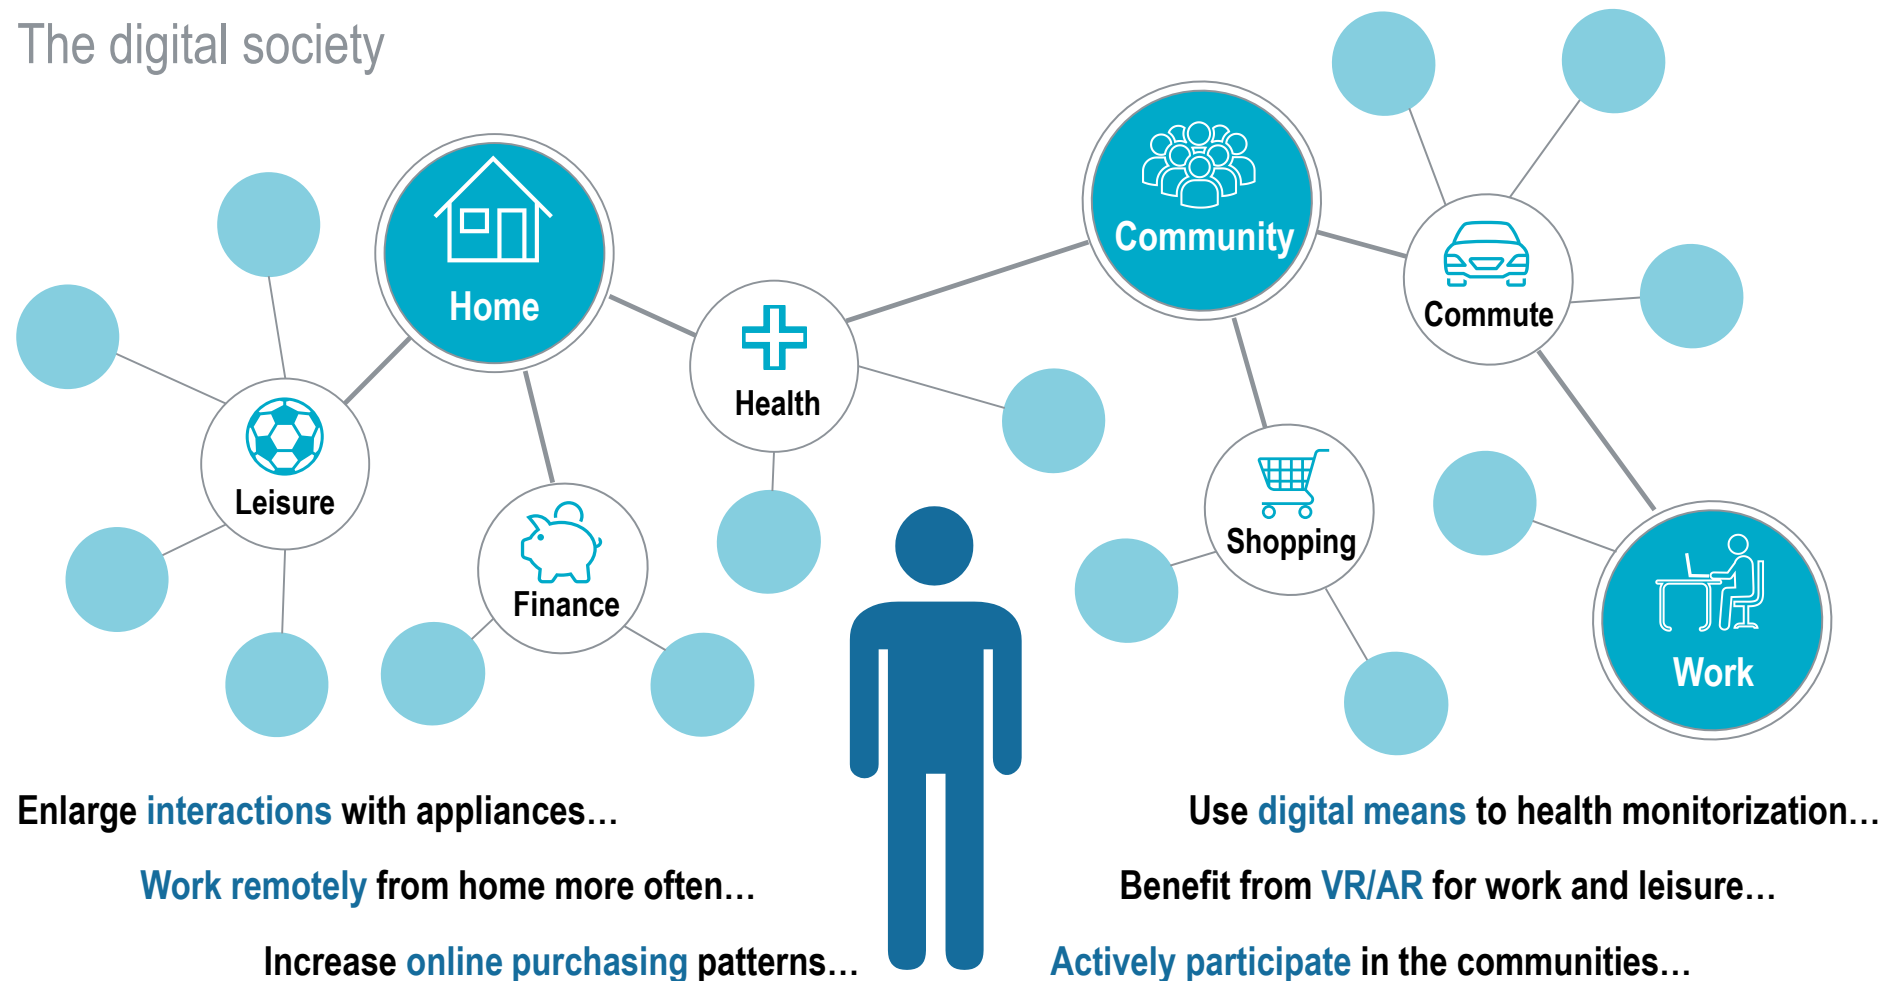 The digital society
Home
Community
Commute
Health
Leisure
Shopping
Finance
Work
Enlarge interactions with appliances…
Work remotely from home more often…
Increase online purchasing patterns…
Use digital means to health monitorization…
Benefit from VR/AR for work and leisure…
Actively participate in the communities…